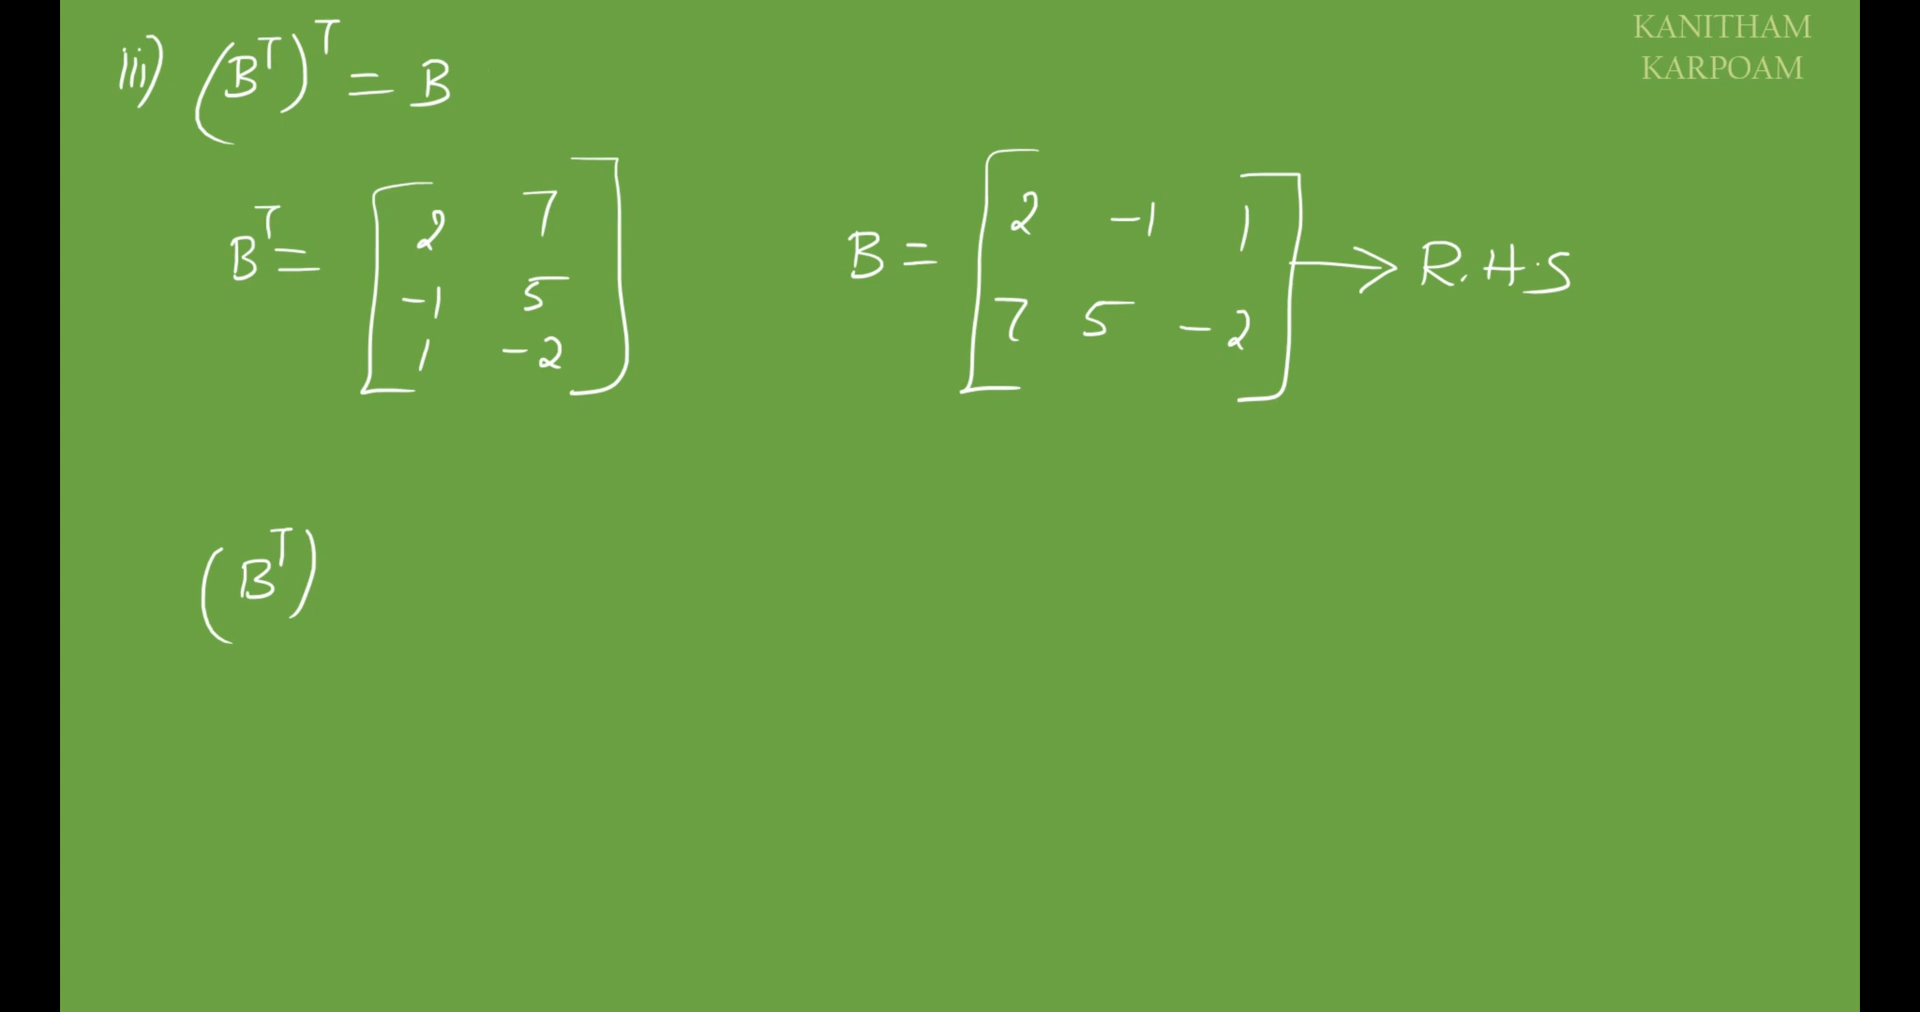 KANITHAM
KARPOAM
iii) (B^T)^T = B
B^T = [2 7
-1 5
1 -2]
B = [2 -1 1
7 5 -2] → R.H.S
(B^T)